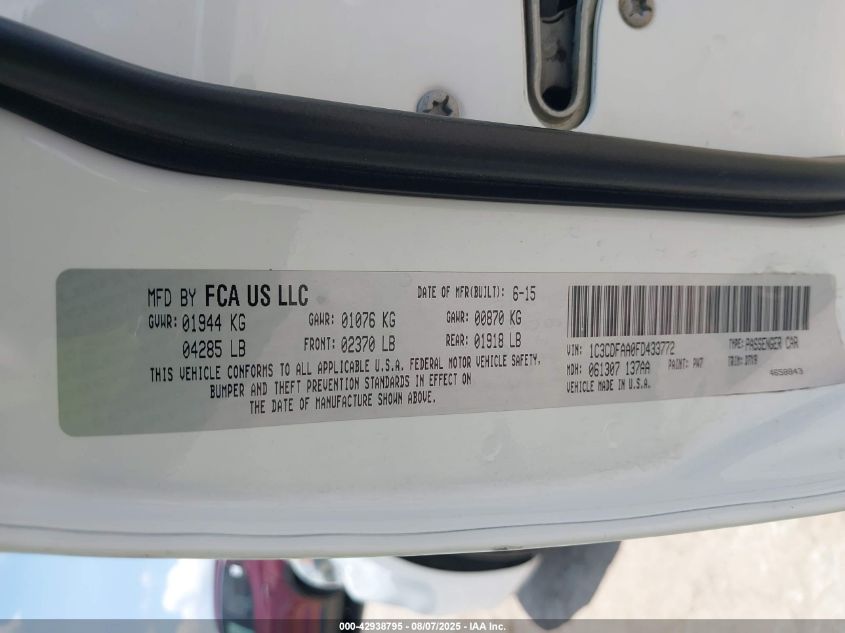 MFD BY FCA US LLC
DATE OF MFR(BUILT): 6-15
GVWR: 01944 KG
GAWR: 01076 KG
GAWR: 00870 KG
04285 LB
FRONT: 02370 LB
REAR: 01918 LB
THIS VEHICLE CONFORMS TO ALL APPLICABLE U.S.A. FEDERAL MOTOR VEHICLE SAFETY,
BUMPER AND THEFT PREVENTION STANDARDS IN EFFECT ON
THE DATE OF MANUFACTURE SHOWN ABOVE.
VIN: 1C3CDFAA0FD433772
TYPE: PASSENGER CAR
MDH: 061307 137AA
PAINT: PW7
TRIM: D7X9
VEHICLE MADE IN U.S.A.
4658843
000-42938795 - 08/07/2025 - IAA Inc.